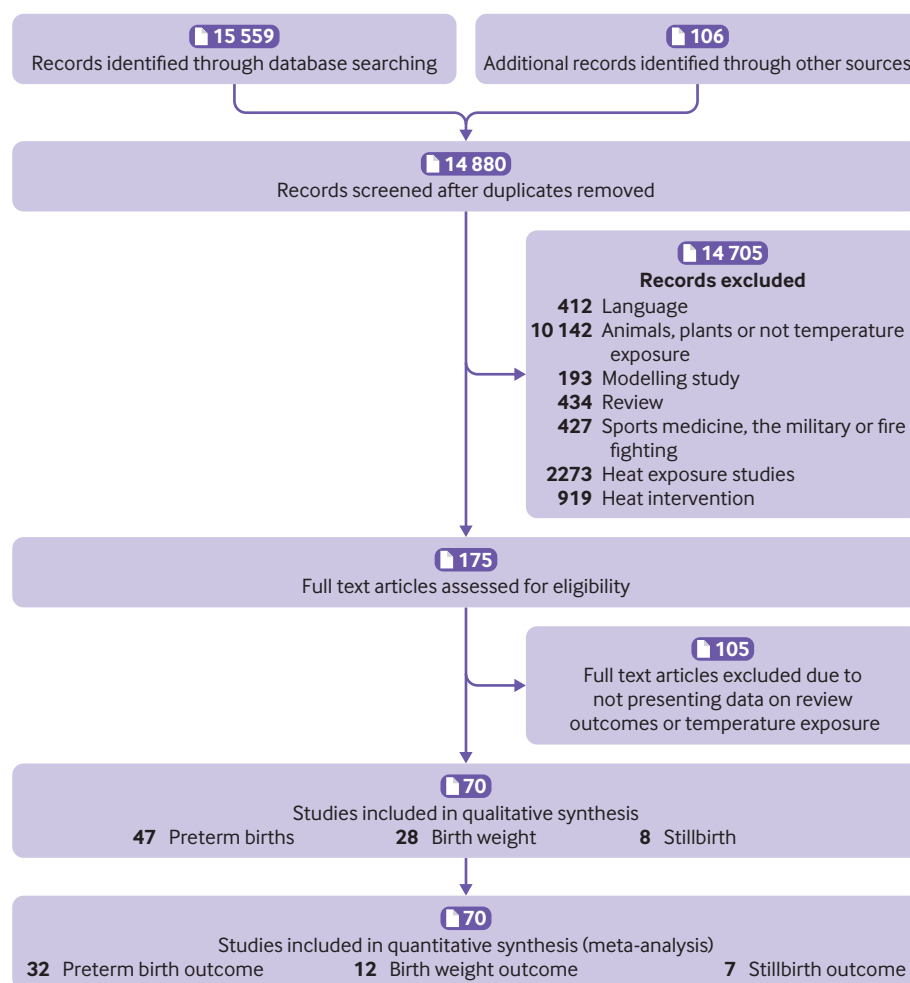 15 559
Records identified through database searching
106
Additional records identified through other sources
14 880
Records screened after duplicates removed
14 705
Records excluded
412 Language
10 142 Animals, plants or not temperature
exposure
193 Modelling study
434 Review
427 Sports medicine, the military or fire
fighting
2273 Heat exposure studies
919 Heat intervention
175
Full text articles assessed for eligibility
105
Full text articles excluded due to
not presenting data on review
outcomes or temperature exposure
70
Studies included in qualitative synthesis
47 Preterm births 28 Birth weight 8 Stillbirth
70
Studies included in quantitative synthesis (meta-analysis)
32 Preterm birth outcome 12 Birth weight outcome 7 Stillbirth outcome